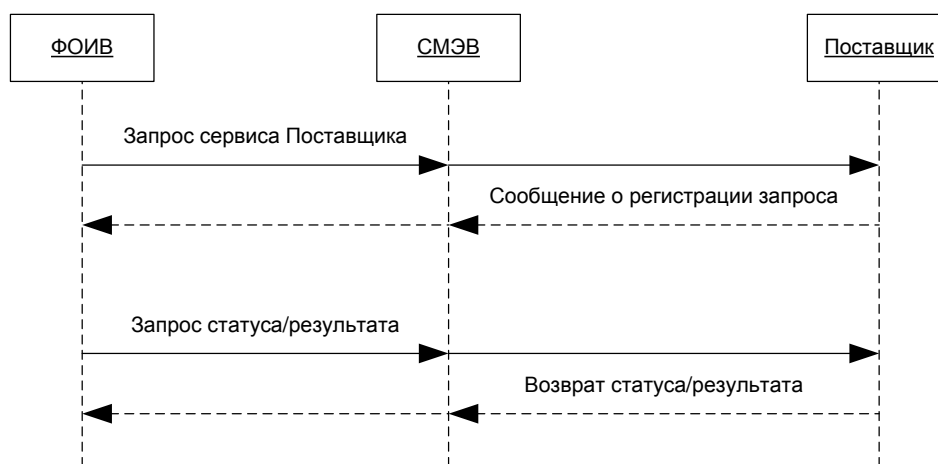 ФОИВ
СМЭВ
Поставщик
Запрос сервиса Поставщика
Сообщение о регистрации запроса
Запрос статуса/результата
Возврат статуса/результата